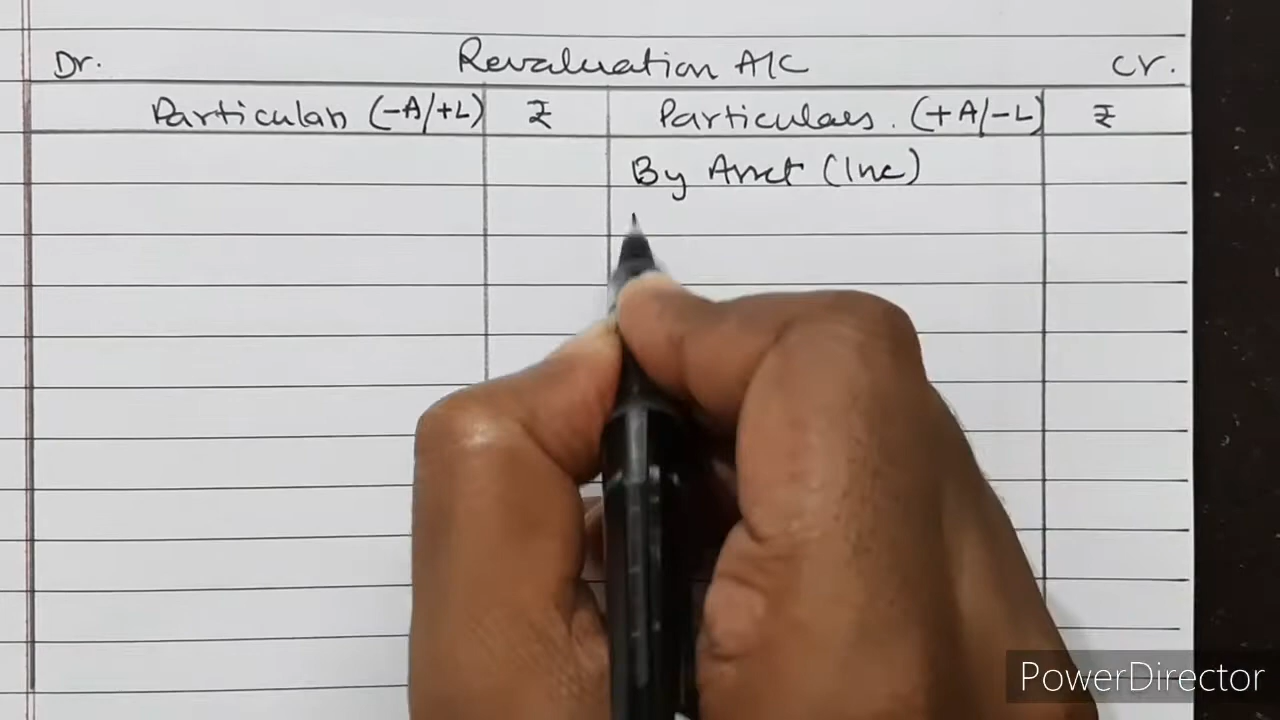 Dr. Revaluation A/C Cr.
Particulars (-A/+L) ₹ Particulars. (+A/-L) ₹
By Asset (Inc)
PowerDirector